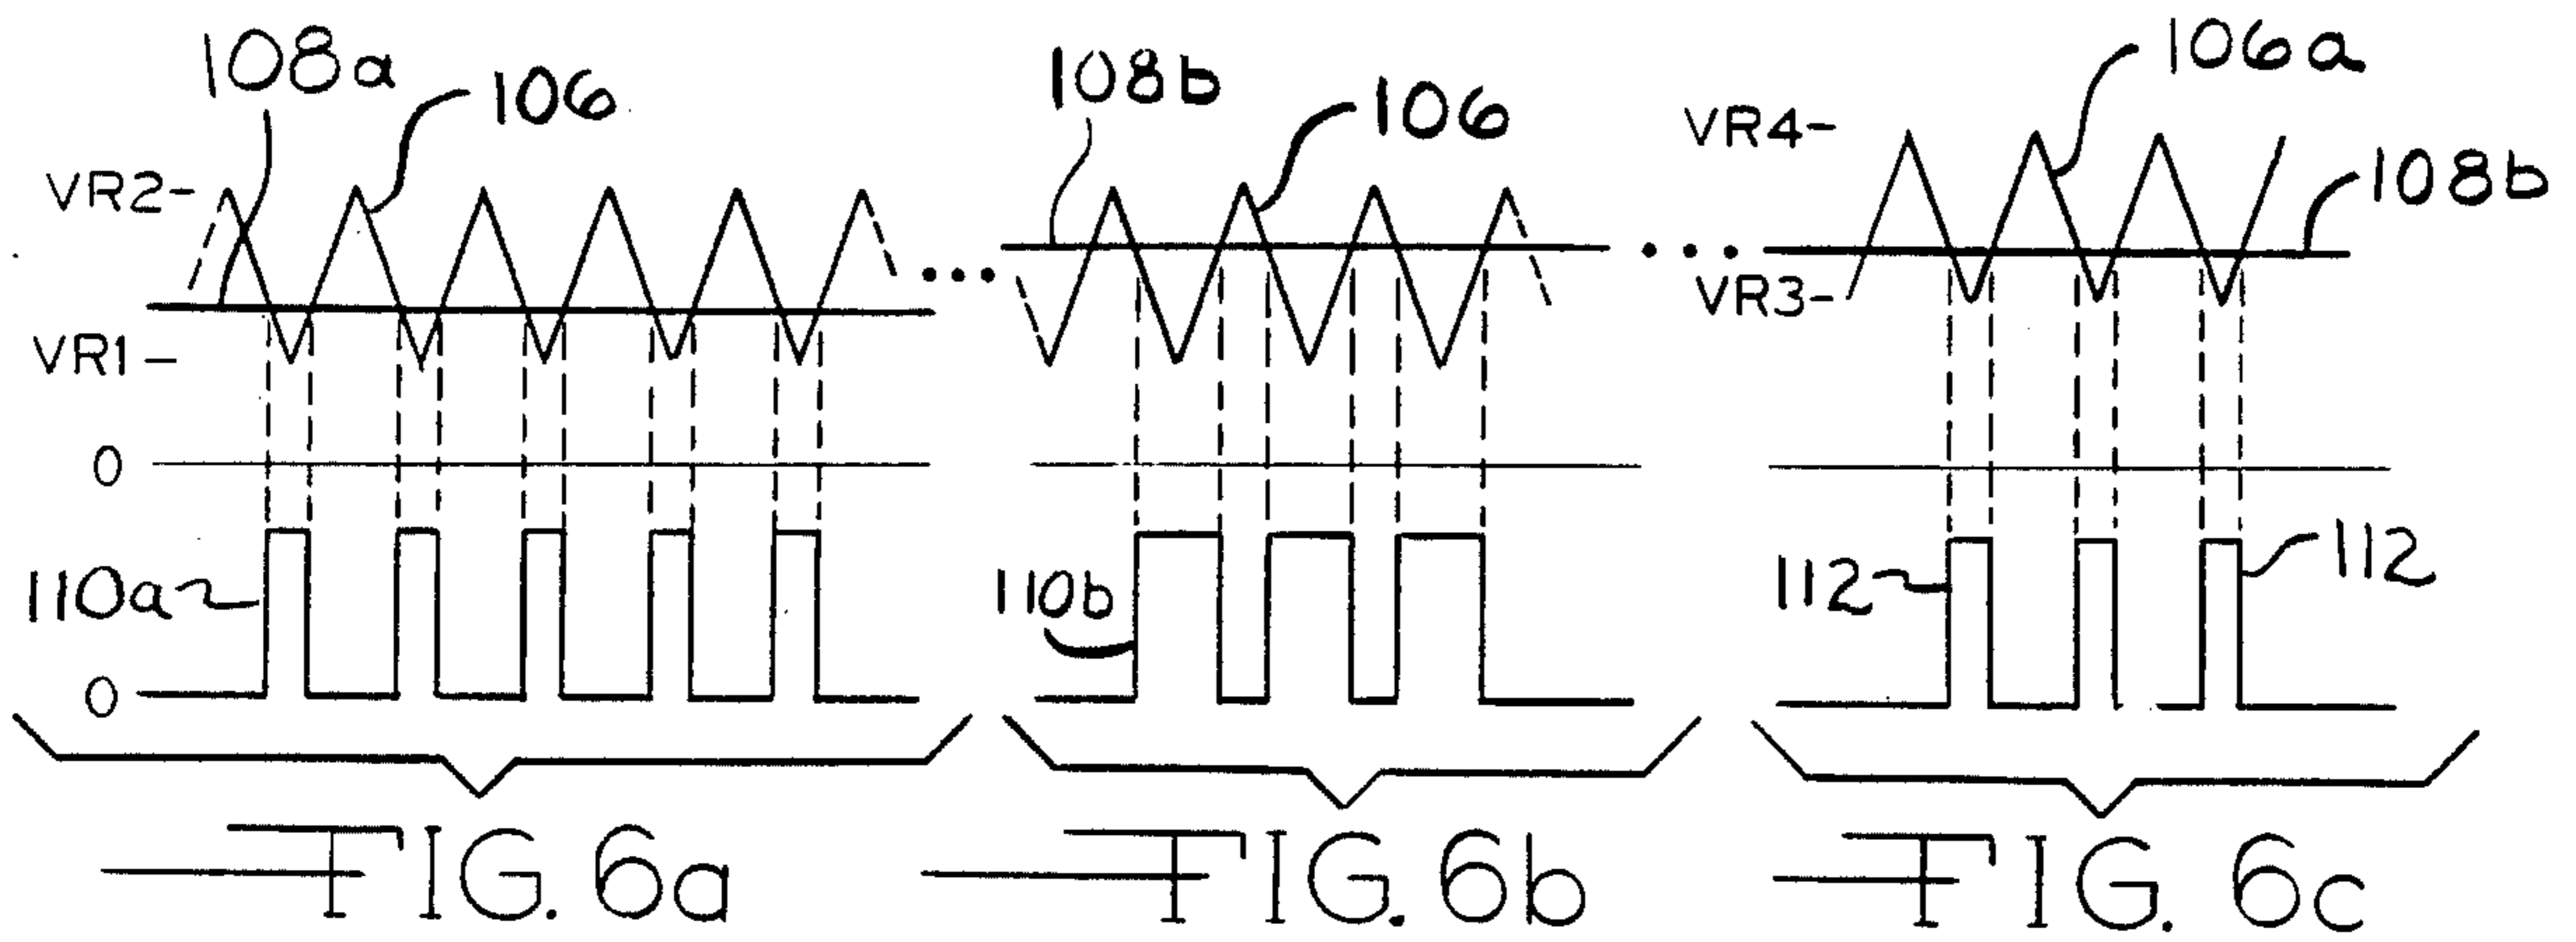 108a
106
VR2-
VR1-
0
110a
0
FIG. 6a
108b
106
110b
FIG. 6b
106a
VR4-
108b
VR3-
112
112
FIG. 6c